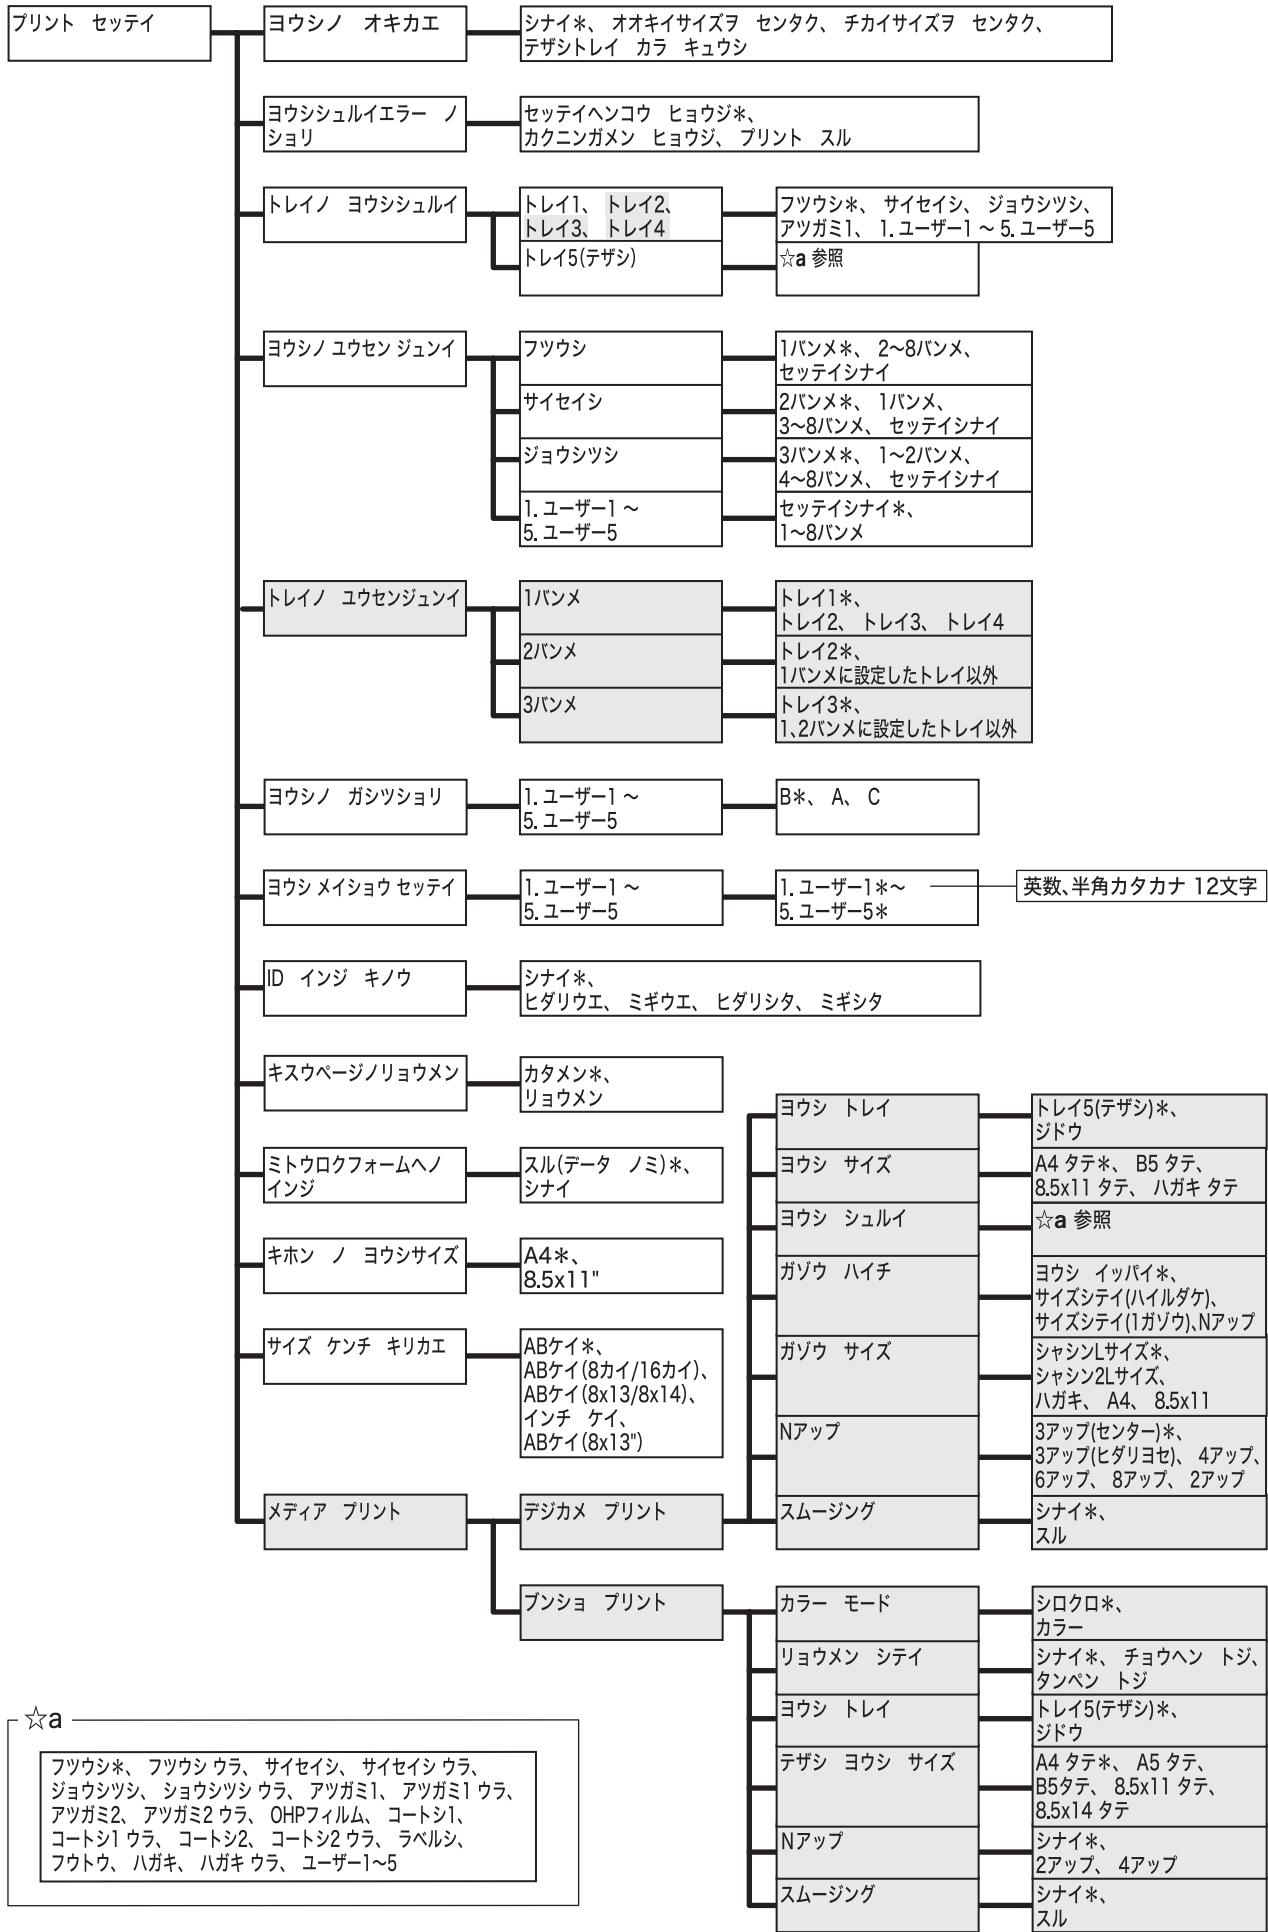 プリント セッテイ
ヨウシノ オキカエ
シナイ*、 オオキイサイズヲ センタク、 チカイサイズヲ センタク、
テザシトレイ カラ キュウシ
ヨウシシュルイエラー ノ
ショリ
セッテイヘンコウ ヒョウジ*、
カクニンガメン ヒョウジ、 プリント スル
トレイノ ヨウシシュルイ
トレイ1、 トレイ2、
トレイ3、 トレイ4
フツウシ*、 サイセイシ、 ジョウシツシ、
アツガミ1、 1. ユーザー1 ～ 5. ユーザー5
トレイ5(テザシ)
☆a 参照
ヨウシノ ユウセン ジュンイ
フツウシ
1バンメ*、 2～8バンメ、
セッテイシナイ
サイセイシ
2バンメ*、 1バンメ、
3～8バンメ、 セッテイシナイ
ジョウシツシ
3バンメ*、 1～2バンメ、
4～8バンメ、 セッテイシナイ
1. ユーザー1 ～
5. ユーザー5
セッテイシナイ*、
1～8バンメ
トレイノ ユウセンジュンイ
1バンメ
トレイ1*、
トレイ2、 トレイ3、 トレイ4
2バンメ
トレイ2*、
1バンメに設定したトレイ以外
3バンメ
トレイ3*、
1、2バンメに設定したトレイ以外
ヨウシノ ガシツショリ
1. ユーザー1 ～
5. ユーザー5
B*、 A、 C
ヨウシ メイショウ セッテイ
1. ユーザー1 ～
5. ユーザー5
1. ユーザー1*～
5. ユーザー5*
英数、半角カタカナ 12文字
ID インジ キノウ
シナイ*、
ヒダリウエ、 ミギウエ、 ヒダリシタ、 ミギシタ
キスウページノリョウメン
カタメン*、
リョウメン
ミトウロクフォームヘノ
インジ
スル(データ ノミ)*、
シナイ
キホン ノ ヨウシサイズ
A4*、
8.5x11"
サイズ ケンチ キリカエ
ABケイ*、
ABケイ(8カイ/16カイ)、
ABケイ(8x13/8x14)、
インチ ケイ、
ABケイ(8x13")
メディア プリント
デジカメ プリント
ヨウシ トレイ
トレイ5(テザシ)*、
ジドウ
ヨウシ サイズ
A4 タテ*、 B5 タテ、
8.5x11 タテ、 ハガキ タテ
ヨウシ シュルイ
☆a 参照
ガゾウ ハイチ
ヨウシ イッパイ*、
サイズシテイ(ハイルダケ)、
サイズシテイ(1ガゾウ)、Nアップ
ガゾウ サイズ
シャシンLサイズ*、
シャシン2Lサイズ、
ハガキ、 A4、 8.5x11
Nアップ
3アップ(センター)*、
3アップ(ヒダリヨセ)、 4アップ、
6アップ、 8アップ、 2アップ
スムージング
シナイ*、
スル
ブンショ プリント
カラー モード
シロクロ*、
カラー
リョウメン シテイ
シナイ*、 チョウヘン トジ、
タンペン トジ
ヨウシ トレイ
トレイ5(テザシ)*、
ジドウ
テザシ ヨウシ サイズ
A4 タテ*、 A5 タテ、
B5タテ、 8.5x11 タテ、
8.5x14 タテ
Nアップ
シナイ*、
2アップ、 4アップ
スムージング
シナイ*、
スル
☆a
フツウシ*、 フツウシ ウラ、 サイセイシ、 サイセイシ ウラ、
ジョウシツシ、 ショウシツシ ウラ、 アツガミ1、 アツガミ1 ウラ、
アツガミ2、 アツガミ2 ウラ、 OHPフィルム、 コートシ1、
コートシ1 ウラ、 コートシ2、 コートシ2 ウラ、 ラベルシ、
フウトウ、 ハガキ、 ハガキ ウラ、 ユーザー1～5